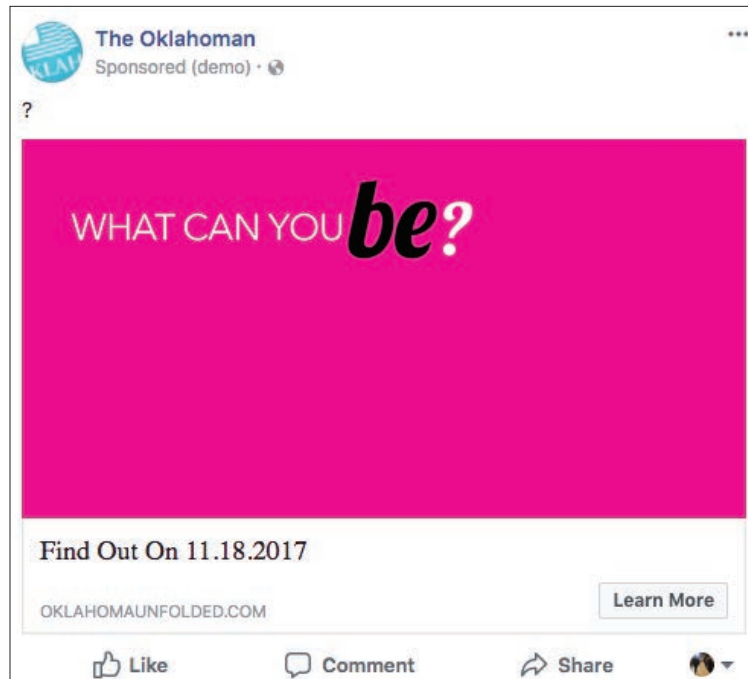 The Oklahoman
Sponsored (demo) ·
?
WHAT CAN YOU be?
Find Out On 11.18.2017
OKLAHOMAUNFOLDED.COM
Learn More
Like Comment Share
KLAH